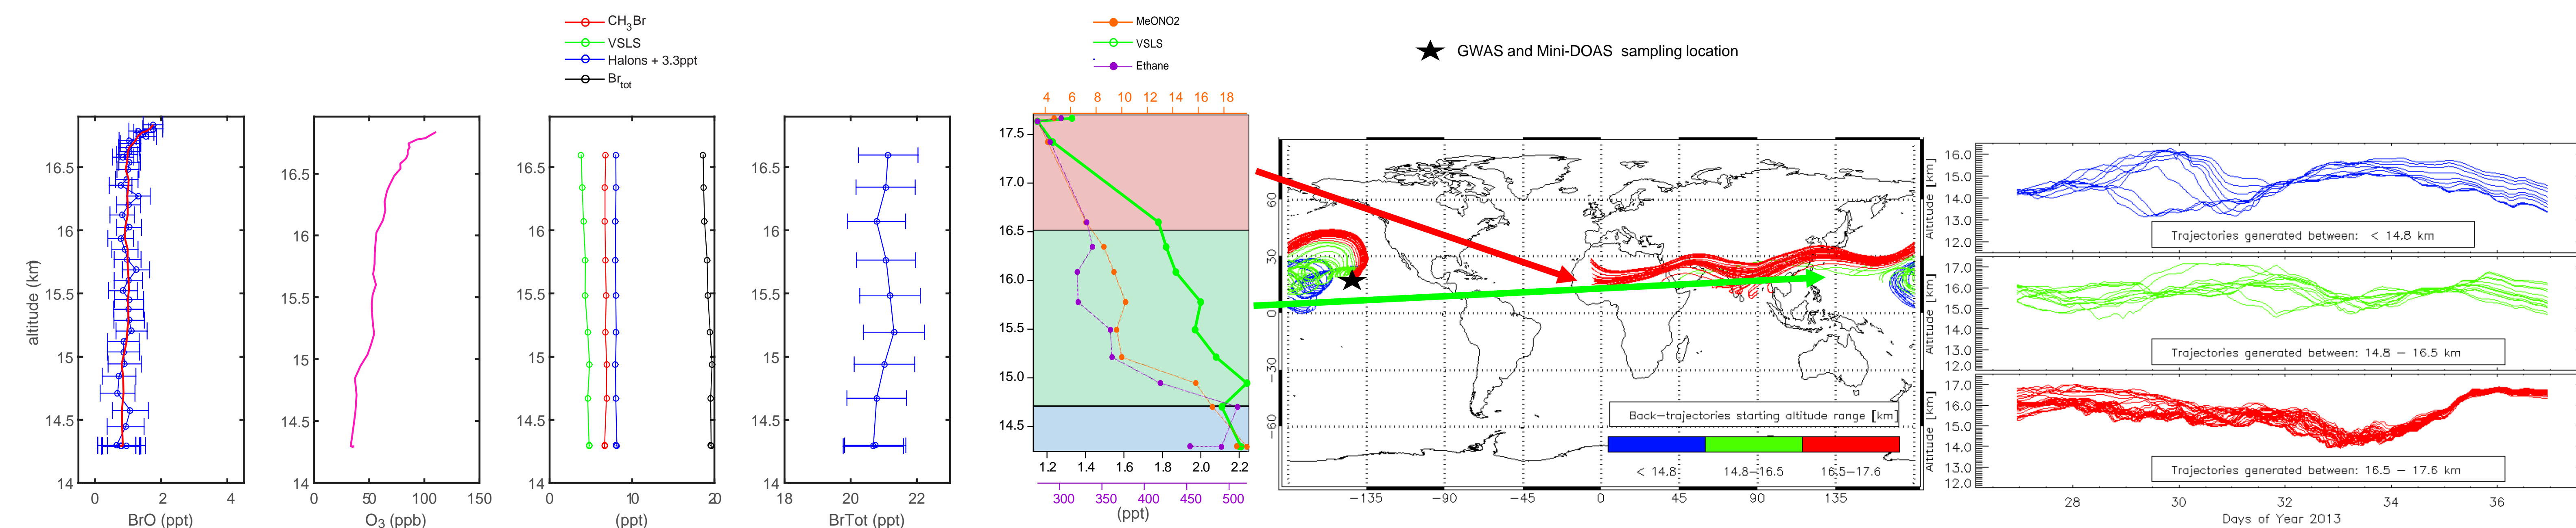 CH3Br
VSLS
Halons + 3.3ppt
Brtot
MeONO2
VSLS
Ethane
GWAS and Mini-DOAS sampling location
altitude (km)
16.5
16
15.5
15
14.5
14
0 2 4
BrO (ppt)
16.5
16
15.5
15
14.5
14
0 50 100 150
O3 (ppb)
16.5
16
15.5
15
14.5
14
0 10 20
(ppt)
16.5
16
15.5
15
14.5
14
18 20 22
BrTot (ppt)
4 6 8 10 12 14 16 18
17.5
17.0
16.5
16.0
15.5
15.0
14.5
1.2 1.4 1.6 1.8 2.0 2.2
300 350 400 450 500
(ppt)
60
30
0
−30
−60
Back−trajectories starting altitude range [km]
< 14.8 14.8−16.5 16.5−17.6
−135 −90 −45 0 45 90 135
Altitude [km]
16.0
15.0
14.0
13.0
12.0
Trajectories generated between: < 14.8 km
Altitude [km]
17.0
16.0
15.0
14.0
13.0
12.0
Trajectories generated between: 14.8 − 16.5 km
Altitude [km]
17.0
16.0
15.0
14.0
13.0
12.0
Trajectories generated between: 16.5 − 17.6 km
28 30 32 34 36
Days of Year 2013